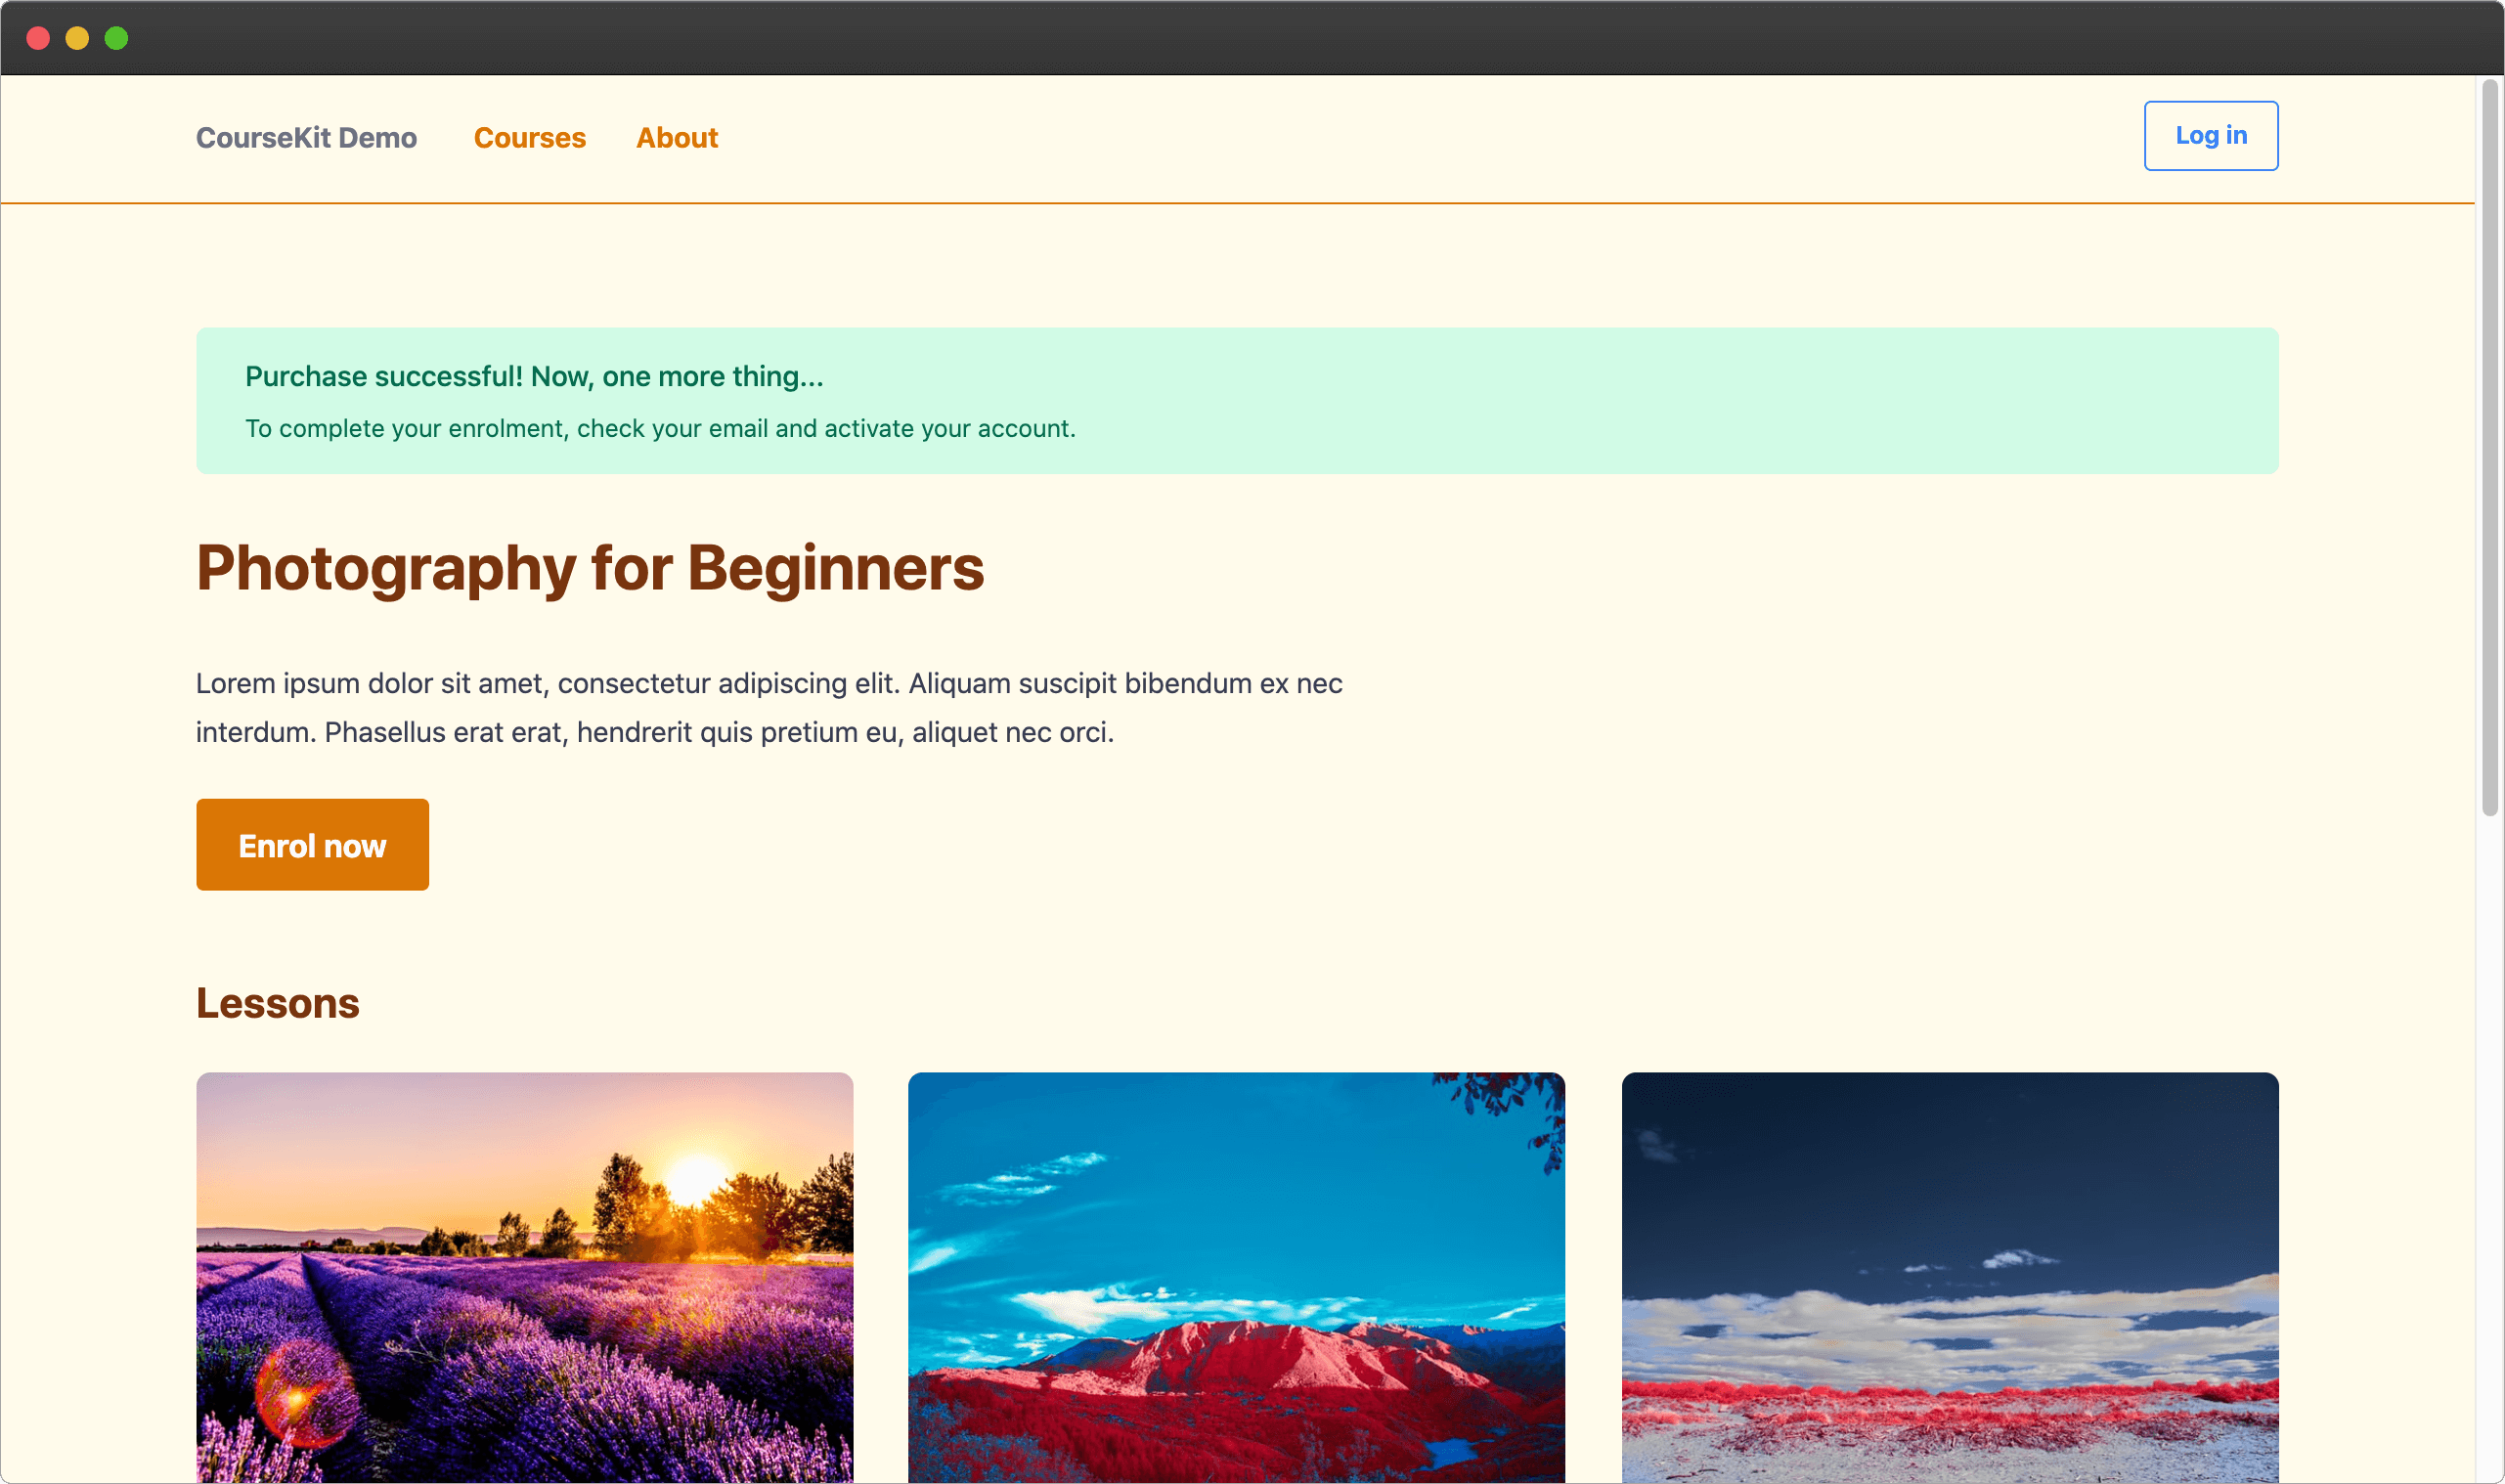 CourseKit Demo
Courses
About
Log in
Purchase successful! Now, one more thing...
To complete your enrolment, check your email and activate your account.
Photography for Beginners
Lorem ipsum dolor sit amet, consectetur adipiscing elit. Aliquam suscipit bibendum ex nec
interdum. Phasellus erat erat, hendrerit quis pretium eu, aliquet nec orci.
Enrol now
Lessons